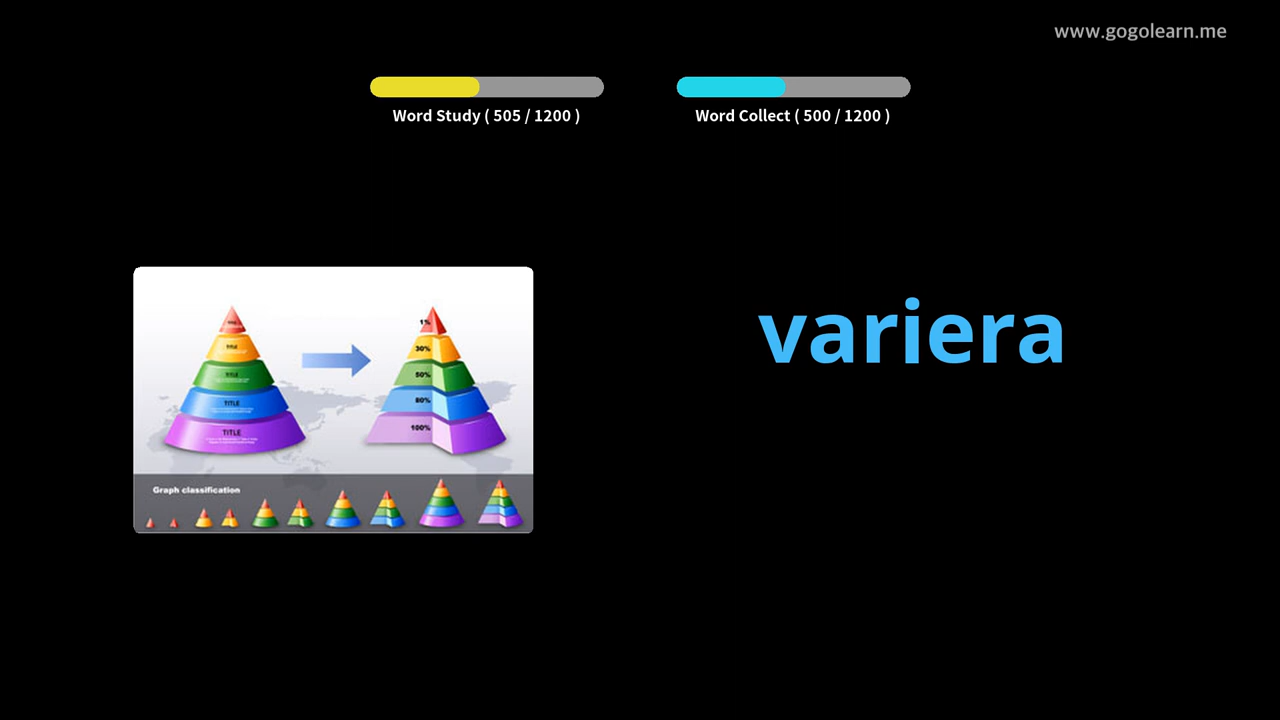 www.gogolearn.me
Word Study ( 505 / 1200 )
Word Collect ( 500 / 1200 )
variera
TITLE
TITLE
TITLE
TITLE
1%
30%
50%
80%
100%
Graph classification